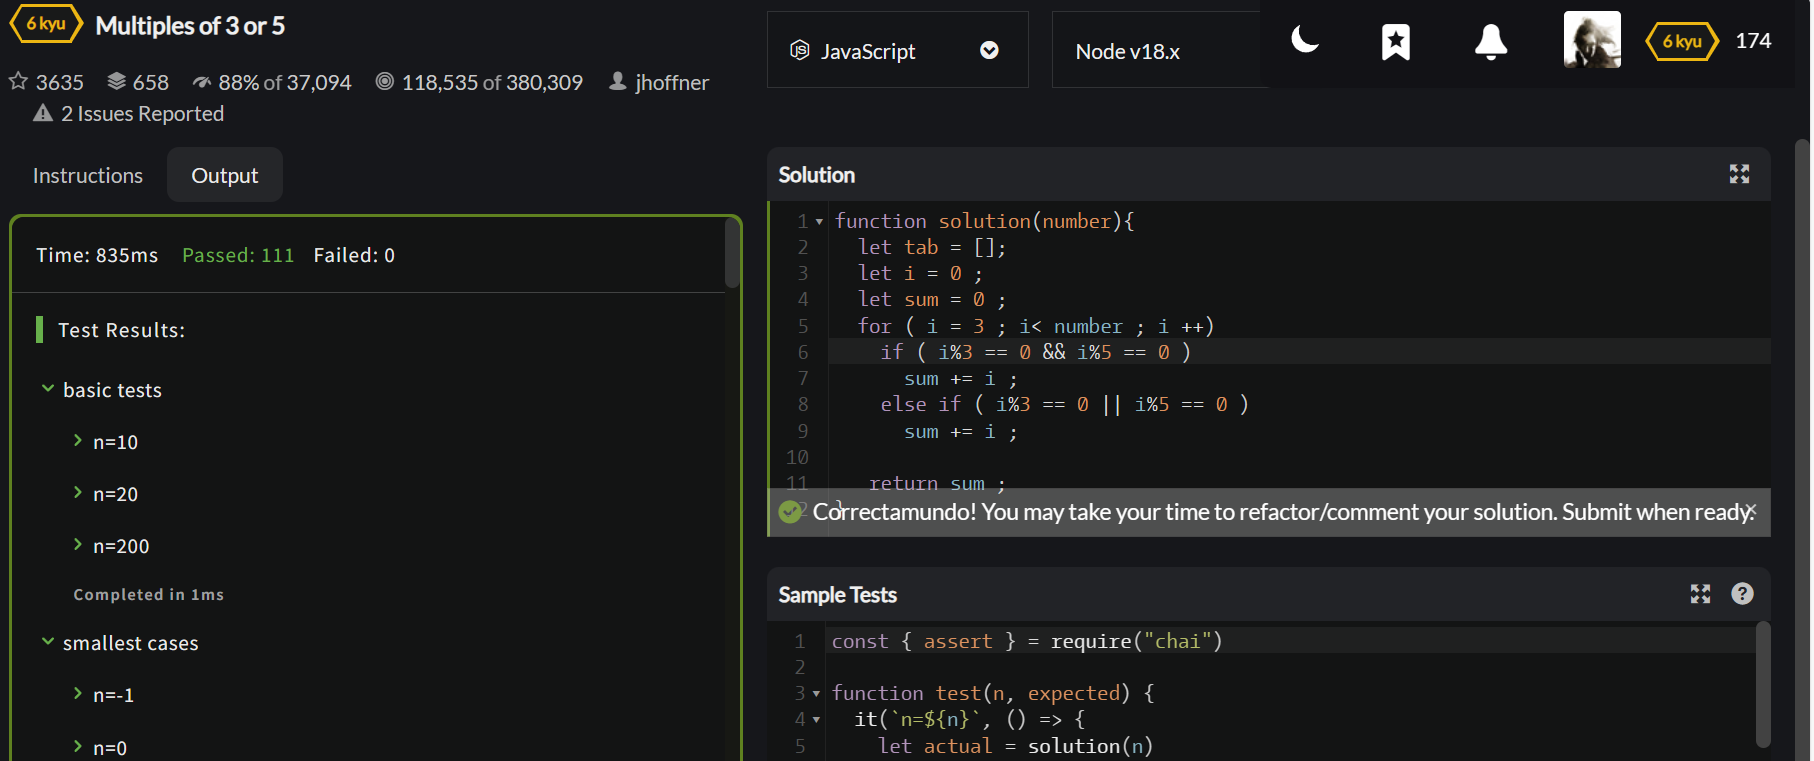 6 kyu Multiples of 3 or 5
3635 658 88% of 37,094 118,535 of 380,309 jhoffner
2 Issues Reported
JavaScript
Node v18.x
6 kyu 174
Instructions Output
Time: 835ms Passed: 111 Failed: 0
Test Results:
basic tests
n=10
n=20
n=200
Completed in 1ms
smallest cases
n=-1
n=0
Solution
1 function solution(number){
2 let tab = [];
3 let i = 0 ;
4 let sum = 0 ;
5 for ( i = 3 ; i< number ; i ++)
6 if ( i%3 == 0 && i%5 == 0 )
7 sum += i ;
8 else if ( i%3 == 0 || i%5 == 0 )
9 sum += i ;
10
11 return sum ;
12 }
Correctamundo! You may take your time to refactor/comment your solution. Submit when ready.
Sample Tests
1 const { assert } = require("chai")
2
3 function test(n, expected) {
4 it(`n=${n}`, () => {
5 let actual = solution(n)